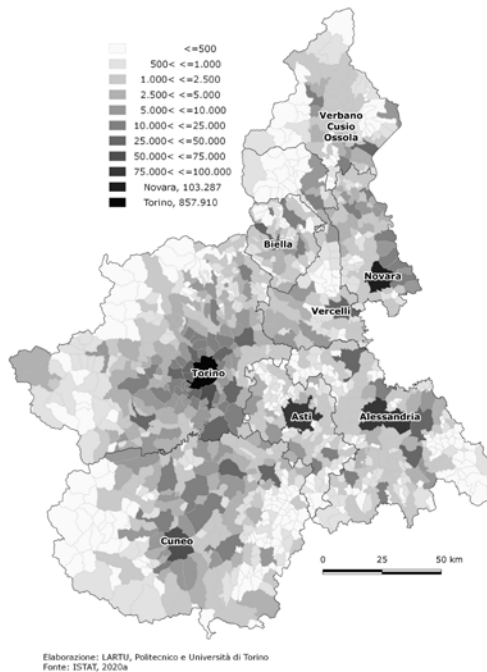 <=500
500< <=1.000
1.000< <=2.500
2.500< <=5.000
5.000< <=10.000
10.000< <=25.000
25.000< <=50.000
50.000< <=75.000
75.000< <=100.000
Novara, 103.287
Torino, 857.910
Verbano
Cusio
Ossola
Biella
Novara
Vercelli
Torino
Asti
Alessandria
Cuneo
0 25 50 km
Elaborazione: LARTU, Politecnico e Università di Torino
Fonte: ISTAT, 2020a